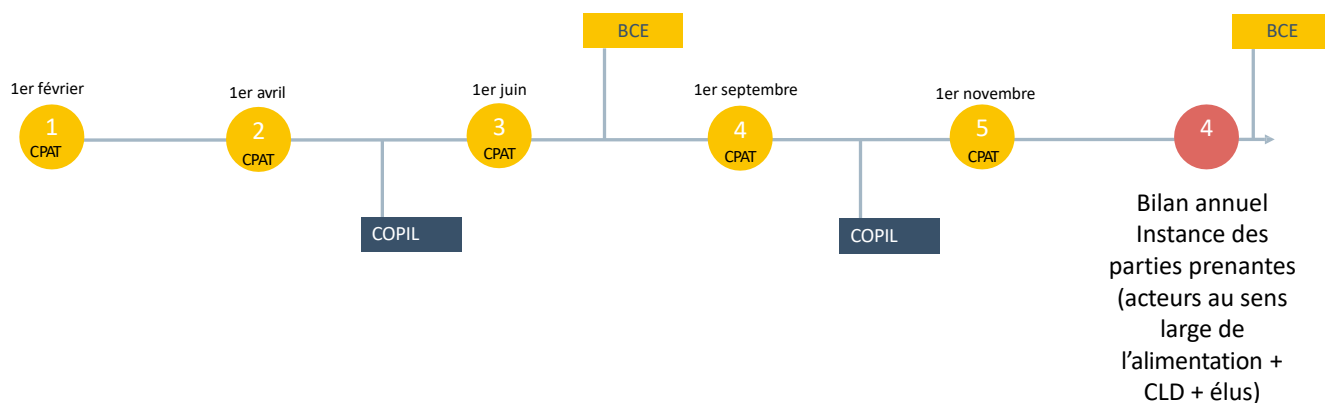 BCE
BCE
1er février
1er avril
1er juin
1er septembre
1er novembre
1
CPAT
2
CPAT
3
CPAT
4
CPAT
5
CPAT
4
COPIL
COPIL
Bilan annuel
Instance des
parties prenantes
(acteurs au sens
large de
l’alimentation +
CLD + élus)